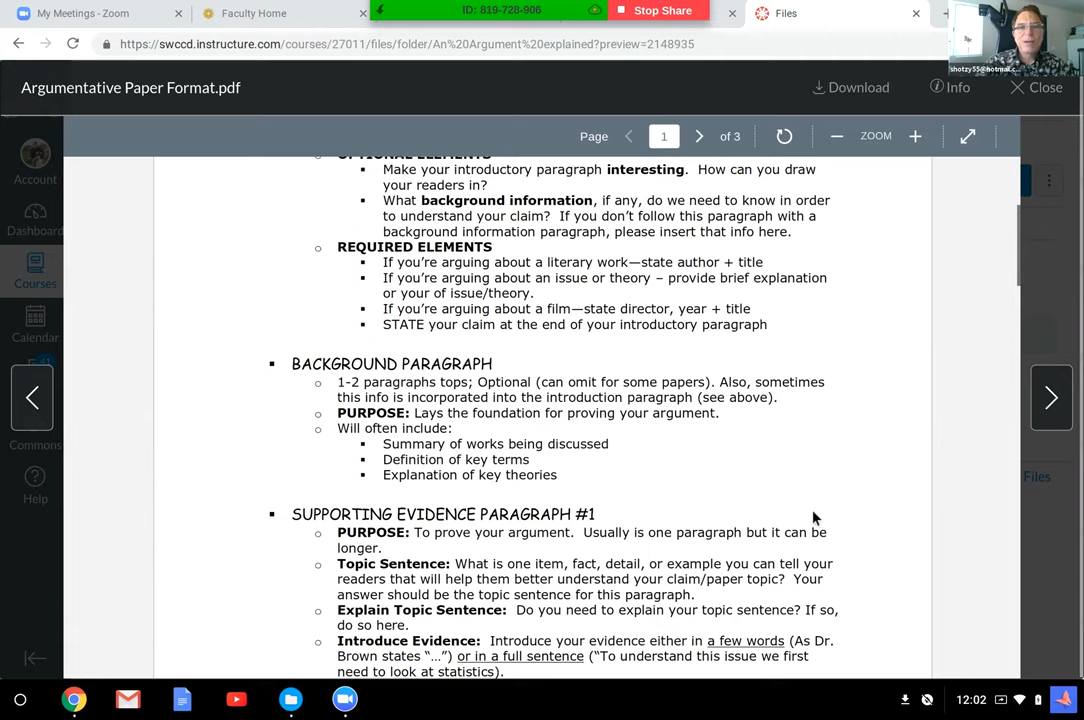 My Meetings - Zoom
Faculty Home
ID: 819-728-906
Stop Share
Files
https://swccd.instructure.com/courses/27011/files/folder/An%20Argument%20explained?preview=2148935
Argumentative Paper Format.pdf
Download
Info
Close
Page 1 of 3
ZOOM
Account
Dashboard
Courses
Calendar
Commons
Help
Files
OPTIONAL ELEMENTS
Make your introductory paragraph interesting. How can you draw
your readers in?
What background information, if any, do we need to know in order
to understand your claim? If you don't follow this paragraph with a
background information paragraph, please insert that info here.
REQUIRED ELEMENTS
If you're arguing about a literary work—state author + title
If you're arguing about an issue or theory – provide brief explanation
or your of issue/theory.
If you're arguing about a film—state director, year + title
STATE your claim at the end of your introductory paragraph
BACKGROUND PARAGRAPH
1-2 paragraphs tops; Optional (can omit for some papers). Also, sometimes
this info is incorporated into the introduction paragraph (see above).
PURPOSE: Lays the foundation for proving your argument.
Will often include:
Summary of works being discussed
Definition of key terms
Explanation of key theories
SUPPORTING EVIDENCE PARAGRAPH #1
PURPOSE: To prove your argument. Usually is one paragraph but it can be
longer.
Topic Sentence: What is one item, fact, detail, or example you can tell your
readers that will help them better understand your claim/paper topic? Your
answer should be the topic sentence for this paragraph.
Explain Topic Sentence: Do you need to explain your topic sentence? If so,
do so here.
Introduce Evidence: Introduce your evidence either in a few words (As Dr.
Brown states "…") or in a full sentence ("To understand this issue we first
need to look at statistics).
12:02